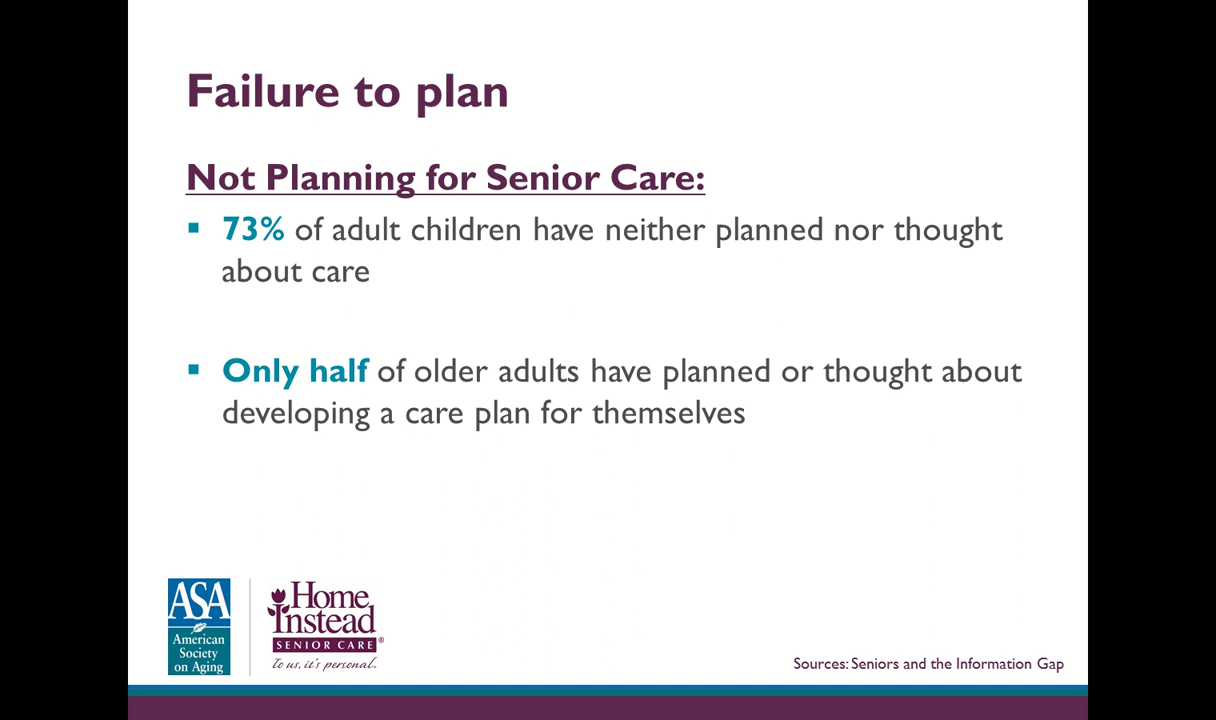 Failure to plan
Not Planning for Senior Care:
▪ 73% of adult children have neither planned nor thought
about care
▪ Only half of older adults have planned or thought about
developing a care plan for themselves
ASA
American
Society
on Aging
Home
Instead
SENIOR CARE®
To us, it's personal.
Sources: Seniors and the Information Gap